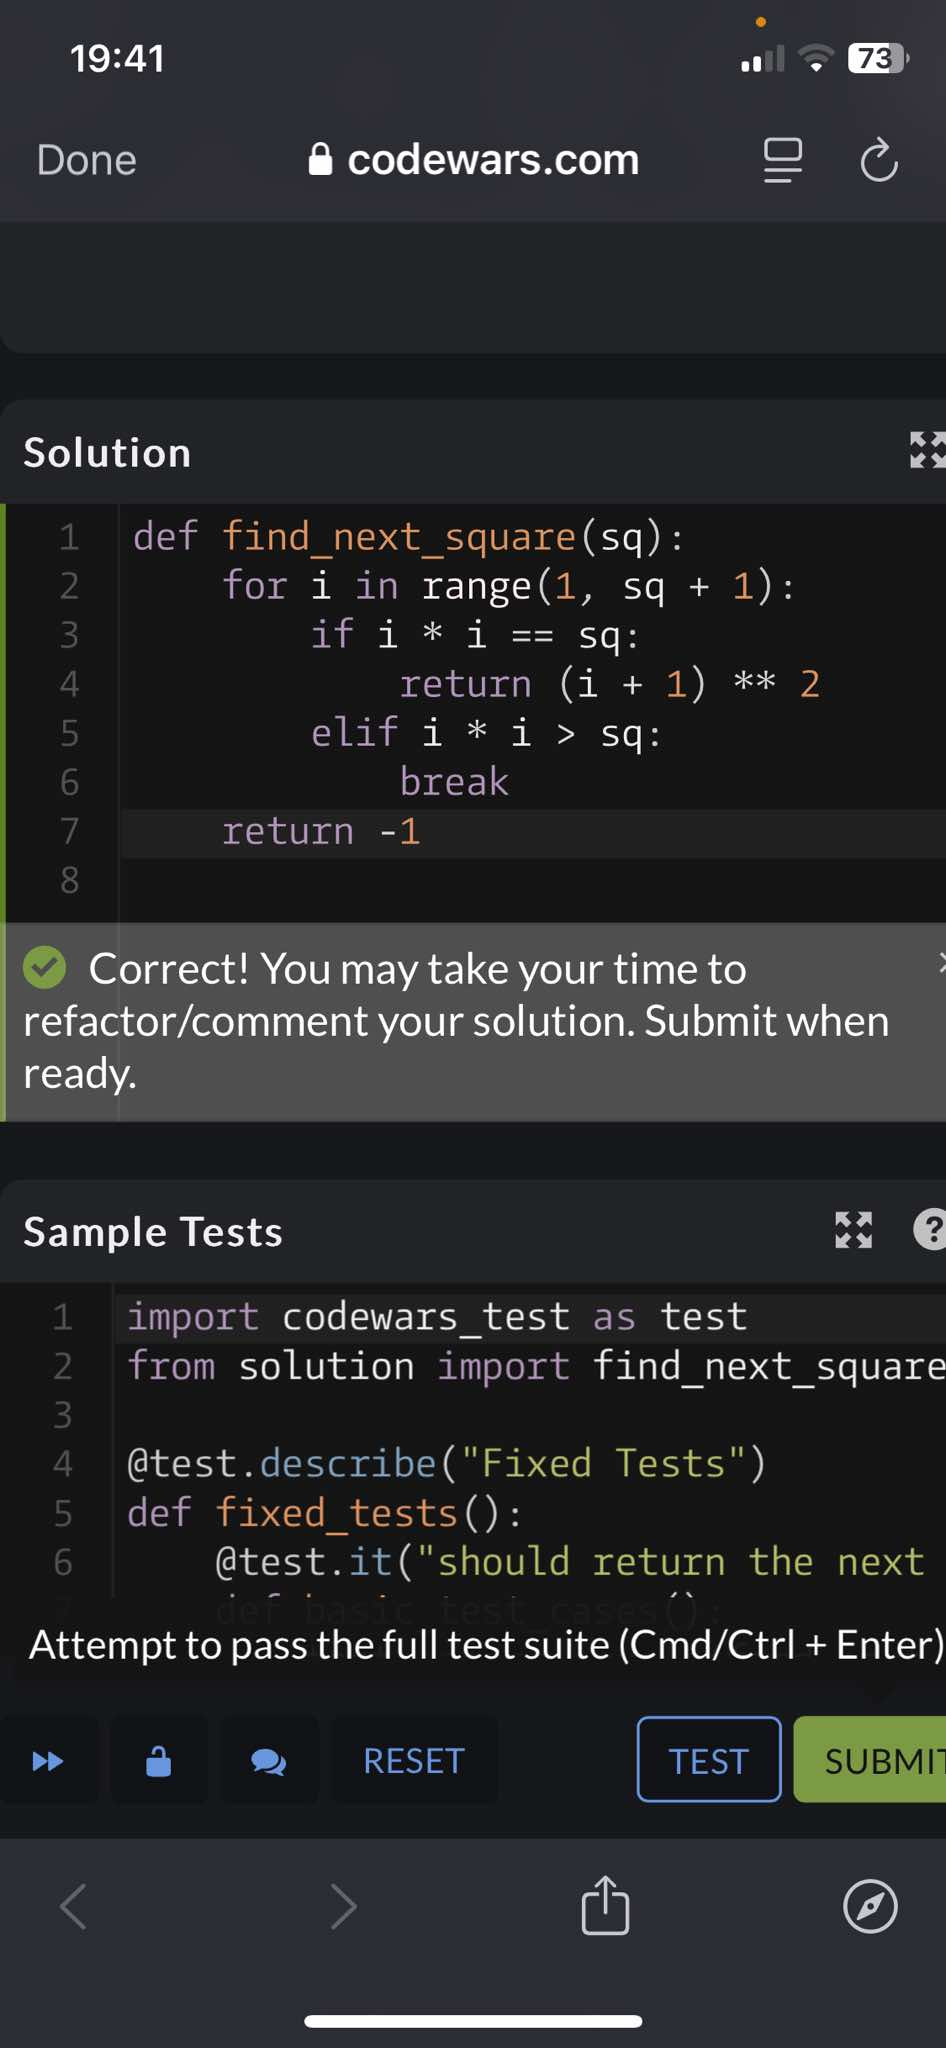 19:41
73
Done
codewars.com
Solution
1 def find_next_square(sq):
2     for i in range(1, sq + 1):
3         if i * i == sq:
4             return (i + 1) ** 2
5         elif i * i > sq:
6             break
7     return -1
8
Correct! You may take your time to
refactor/comment your solution. Submit when
ready.
Sample Tests
?
1 import codewars_test as test
2 from solution import find_next_square
3
4 @test.describe("Fixed Tests")
5 def fixed_tests():
6     @test.it("should return the next
7     def basic_test_cases():
Attempt to pass the full test suite (Cmd/Ctrl + Enter)
RESET
TEST
SUBMIT